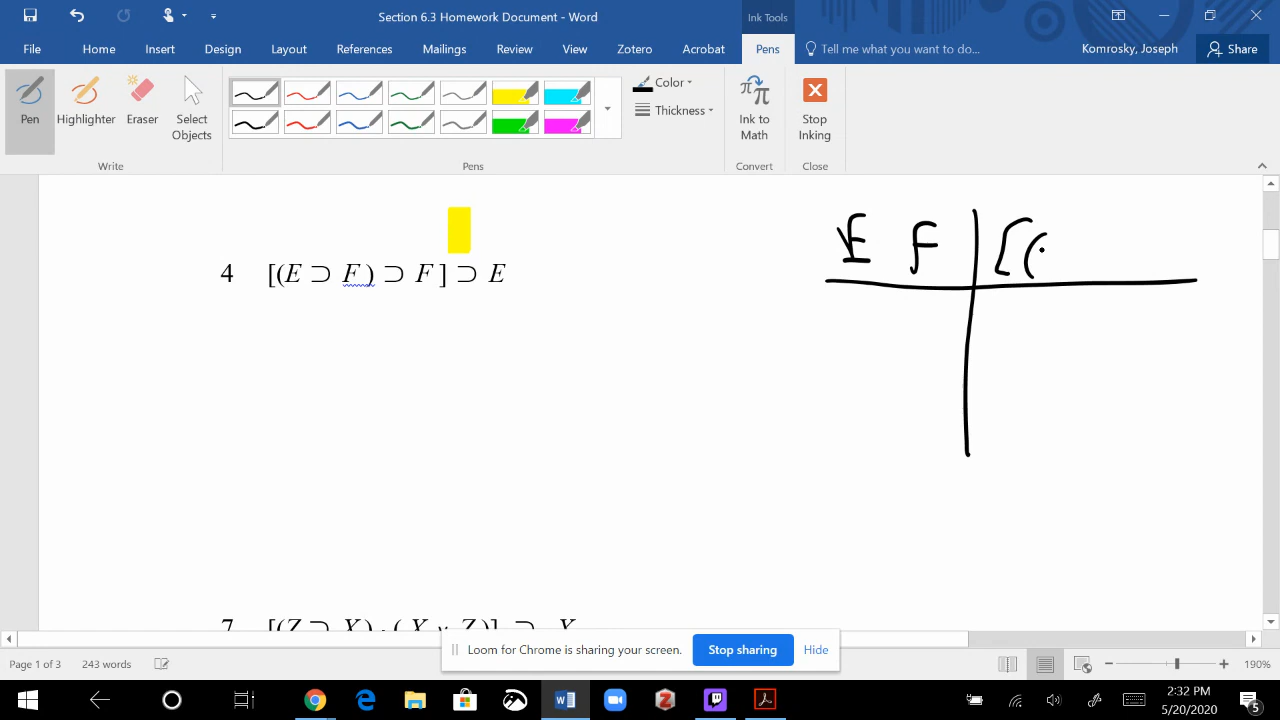 Section 6.3 Homework Document - Word
Ink Tools
File Home Insert Design Layout References Mailings Review View Zotero Acrobat Pens Tell me what you want to do... Komrosky, Joseph Share
Color
Thickness
Pen Highlighter Eraser Select Objects
Ink to Math
Stop Inking
Write Pens Convert Close
E F [(
4 [(E ⊃ F) ⊃ F] ⊃ E
7 [(Z ⊃ X) · (X v Z)] ⊃ X
Loom for Chrome is sharing your screen. Stop sharing Hide
Page 1 of 3 243 words 190%
2:32 PM
5/20/2020
5